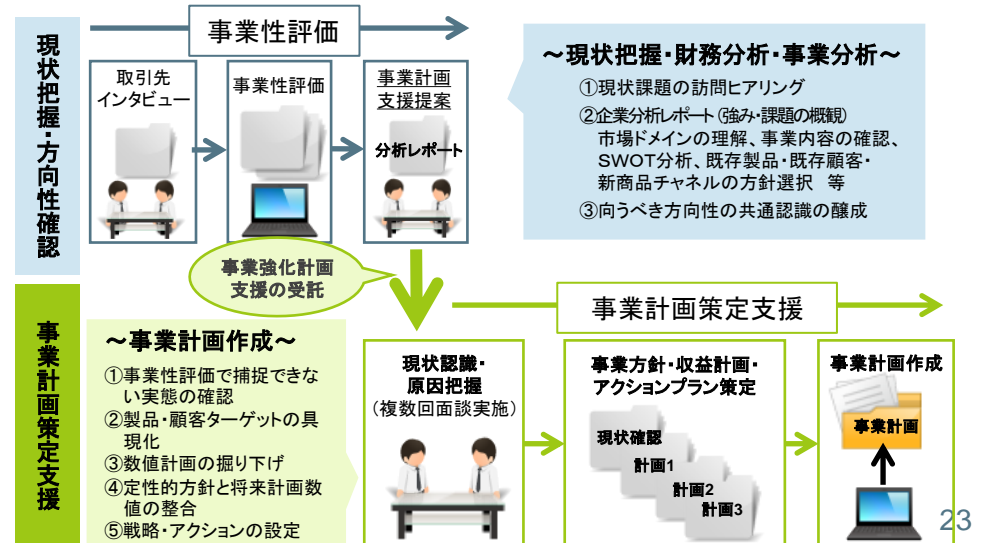 現状把握・方向性確認
事業性評価
取引先
インタビュー
事業性評価
事業計画
支援提案
分析レポート
～現状把握・財務分析・事業分析～
①現状課題の訪問ヒアリング
②企業分析レポート（強み・課題の概観）
市場ドメインの理解、事業内容の確認、
SWOT分析、既存製品・既存顧客・
新商品チャネルの方針選択　等
③向うべき方向性の共通認識の醸成
事業強化計画
支援の受託
事業計画策定支援
事業計画策定支援
～事業計画作成～
①事業性評価で捕捉できな
い実態の確認
②製品・顧客ターゲットの具
現化
③数値計画の掘り下げ
④定性的方針と将来計画数
値の整合
⑤戦略・アクションの設定
現状認識・
原因把握
（複数回面談実施）
事業方針・収益計画・
アクションプラン策定
現状確認
計画1
計画2
計画3
事業計画作成
事業計画
23